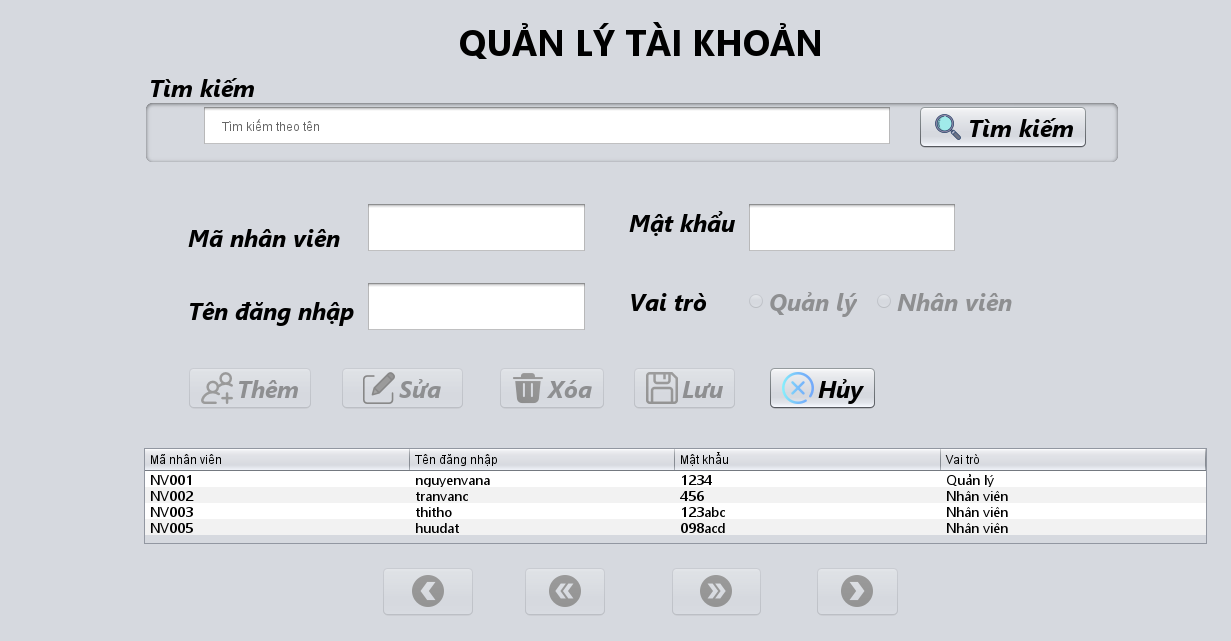 QUẢN LÝ TÀI KHOẢN
Tìm kiếm
Tìm kiếm theo tên
Tìm kiếm
Mã nhân viên
Mật khẩu
Tên đăng nhập
Vai trò Quản lý Nhân viên
Thêm Sửa Xóa Lưu Hủy
Mã nhân viên Tên đăng nhập Mật khẩu Vai trò
NV001 nguyenvana 1234 Quản lý
NV002 tranvanc 456 Nhân viên
NV003 thitho 123abc Nhân viên
NV005 huudat 098acd Nhân viên